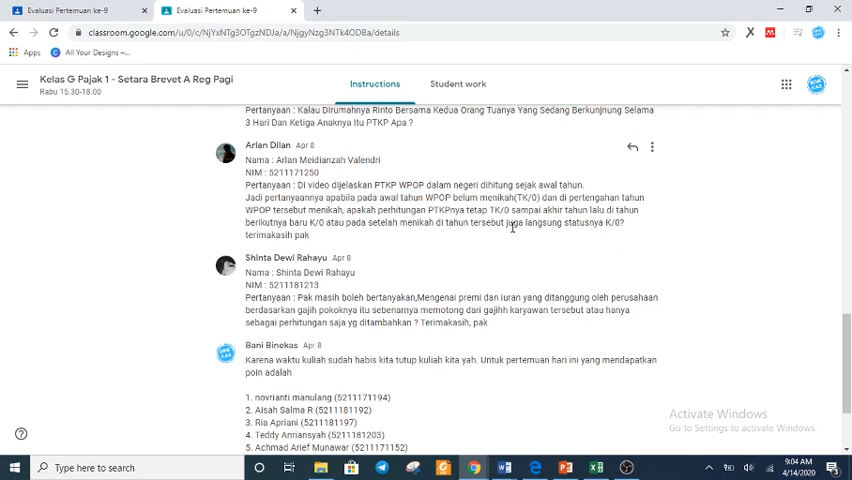 Evaluasi Pertemuan ke-9
Evaluasi Pertemuan ke-9
classroom.google.com/u/0/c/NjYxNTg3OTgzNDJa/a/NjgyNzg3NTk4ODBa/details
Apps
All Your Designs...
Kelas G Pajak 1 - Setara Brevet A Reg Pagi
Rabu 15.30-18.00
Instructions
Student work
Pertanyaan : Kalau Dirumahnya Rinto Bersama Kedua Orang Tuanya Yang Sedang Berkunjnung Selama
3 Hari Dan Ketiga Anaknya Itu PTKP Apa ?
Arlan Dilan Apr 8
Nama : Arlan Meidianzah Valendri
NIM : 5211171250
Pertanyaan : Di video dijelaskan PTKP WPOP dalam negeri dihitung sejak awal tahun.
Jadi pertanyaannya apabila pada awal tahun WPOP belum menikah(TK/0) dan di pertengahan tahun
WPOP tersebut menikah, apakah perhitungan PTKPnya tetap TK/0 sampai akhir tahun lalu di tahun
berikutnya baru K/0 atau pada setelah menikah di tahun tersebut juga langsung statusnya K/0?
terimakasih pak
Shinta Dewi Rahayu Apr 8
Nama : Shinta Dewi Rahayu
NIM : 5211181213
Pertanyaan : Pak masih boleh bertanyakan,Mengenai premi dan iuran yang ditanggung oleh perusahaan
berdasarkan gajih pokoknya itu sebenarnya memotong dari gajihh karyawan tersebut atau hanya
sebagai perhitungan saja yg ditambahkan ? Terimakasih, pak
Bani Binekas Apr 8
Karena waktu kuliah sudah habis kita tutup kuliah kita yah. Untuk pertemuan hari ini yang mendapatkan
poin adalah
1. novrianti manulang (5211171194)
2. Aisah Salma R (5211181192)
3. Ria Apriani (5211181197)
4. Teddy Anriansyah (5211181203)
5. Achmad Arief Munawar (5211171152)
Activate Windows
Go to Settings to activate Windows.
Type here to search
9:04 AM
4/14/2020
3